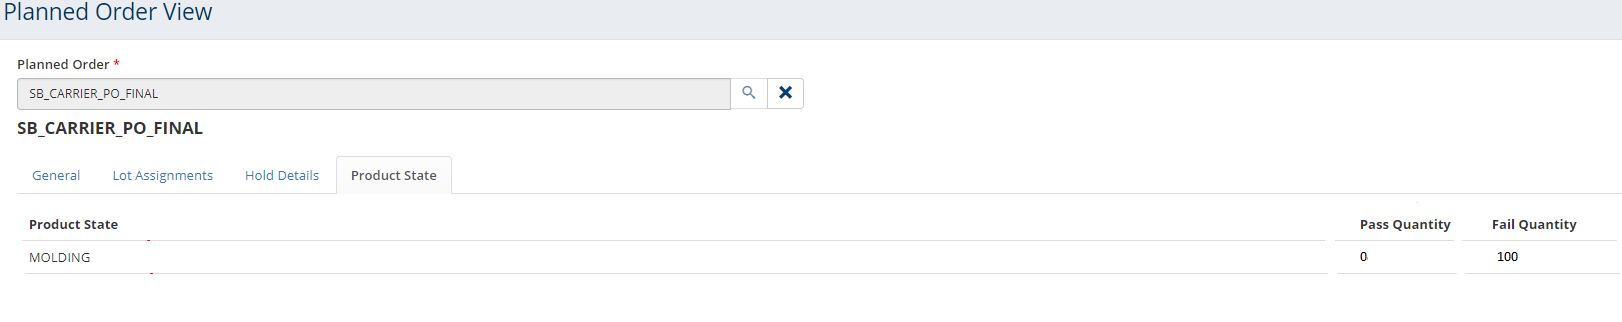 Planned Order View
Planned Order *
SB_CARRIER_PO_FINAL
SB_CARRIER_PO_FINAL
General Lot Assignments Hold Details Product State
Product State Pass Quantity Fail Quantity
MOLDING 0 100